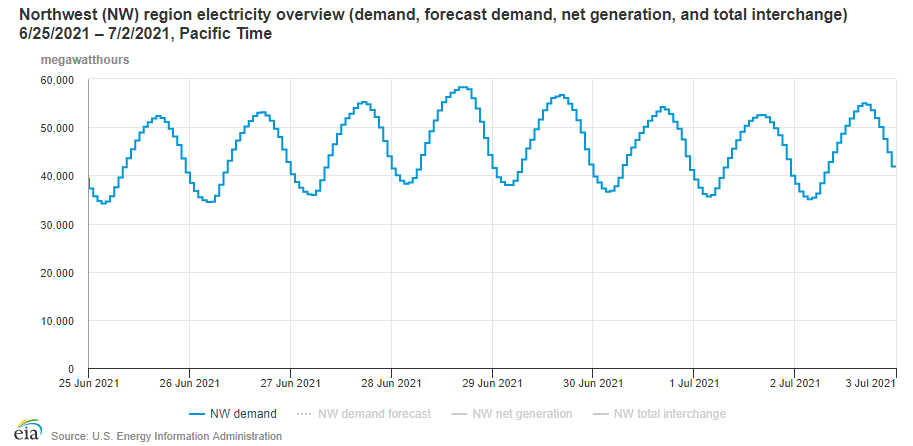 Northwest (NW) region electricity overview (demand, forecast demand, net generation, and total interchange)
6/25/2021 – 7/2/2021, Pacific Time
megawatthours
60,000
50,000
40,000
30,000
20,000
10,000
0
25 Jun 2021 26 Jun 2021 27 Jun 2021 28 Jun 2021 29 Jun 2021 30 Jun 2021 1 Jul 2021 2 Jul 2021 3 Jul 2021
NW demand NW demand forecast NW net generation NW total interchange
eia Source: U.S. Energy Information Administration